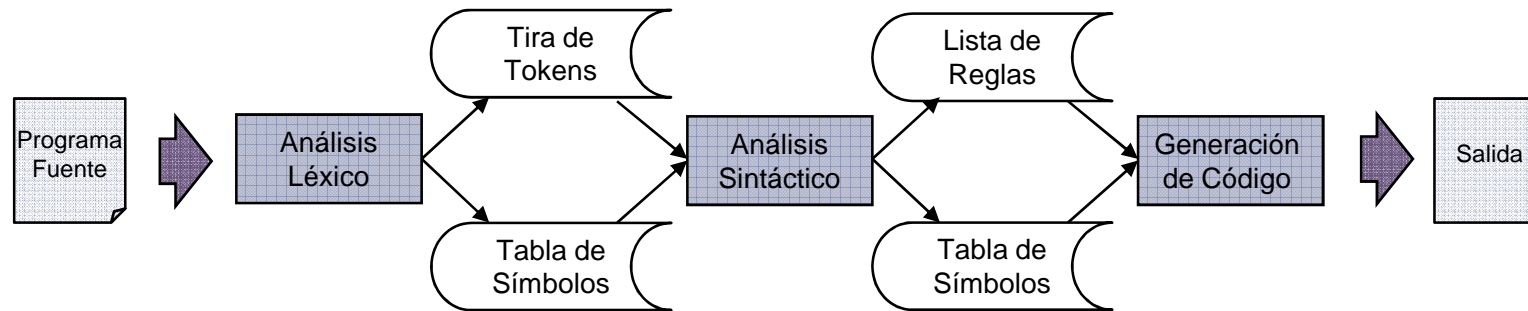 Programa
Fuente
Análisis
Léxico
Tira de
Tokens
Tabla de
Símbolos
Análisis
Sintáctico
Lista de
Reglas
Tabla de
Símbolos
Generación
de Código
Salida